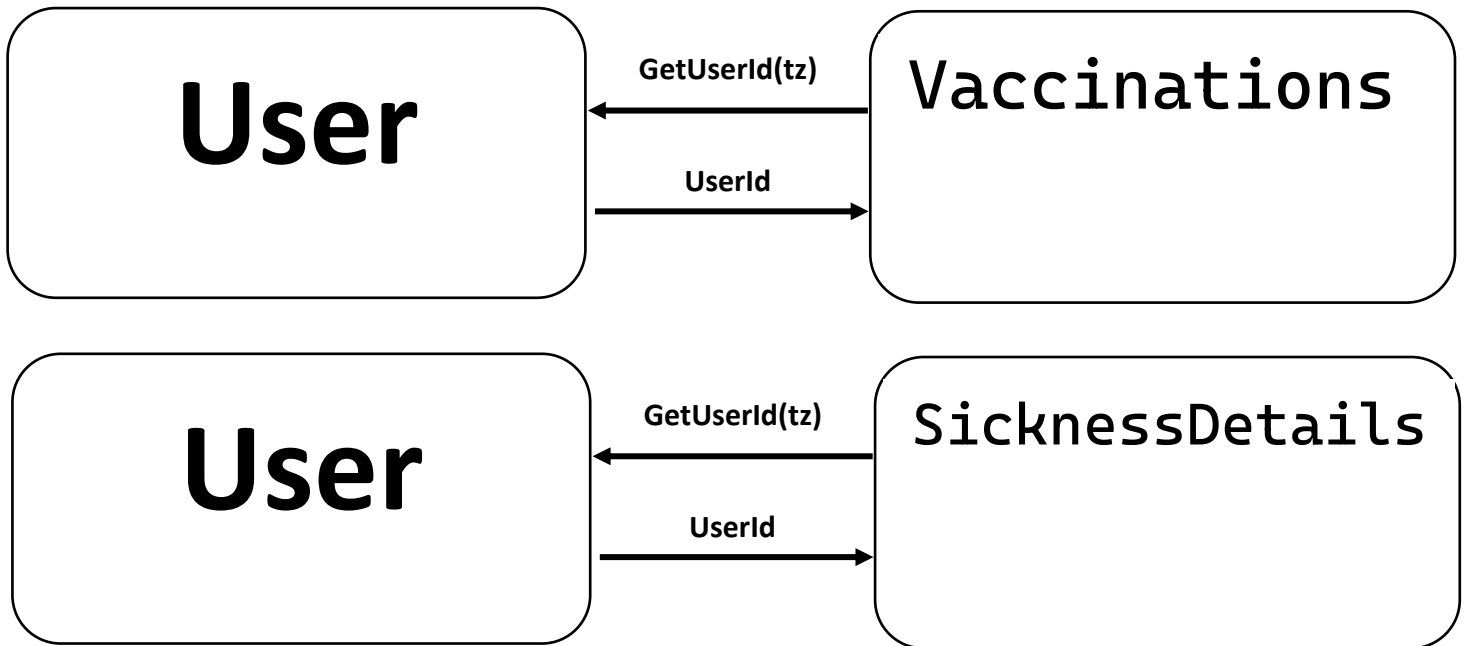 User
GetUserId(tz)
UserId
Vaccinations
User
GetUserId(tz)
UserId
SicknessDetails